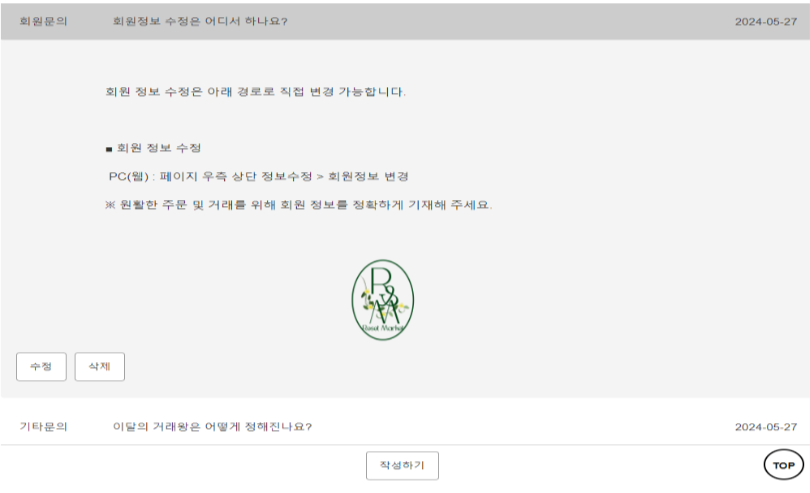 회원문의 회원정보 수정은 어디서 하나요? 2024-05-27
회원 정보 수정은 아래 경로로 직접 변경 가능합니다.
■ 회원 정보 수정
PC(웹) : 페이지 우측 상단 정보수정 > 회원정보 변경
※ 원활한 주문 및 거래를 위해 회원 정보를 정확하게 기재해 주세요.
R&M
Resel Market
수정 삭제
기타문의 이달의 거래왕은 어떻게 정해진나요? 2024-05-27
작성하기
TOP